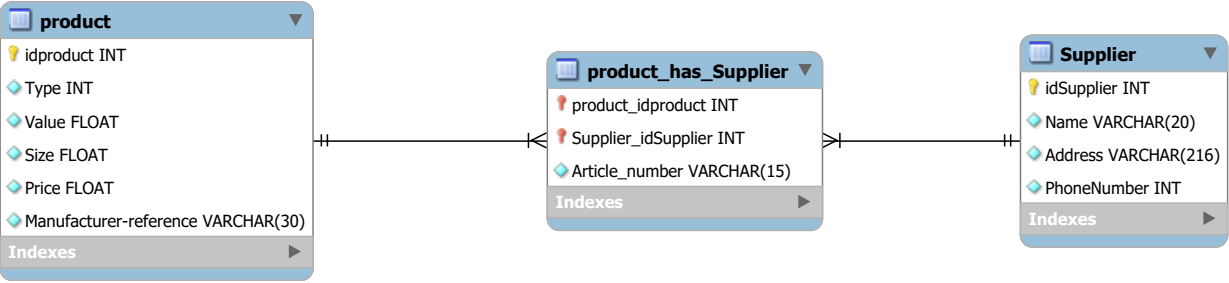 product
idproduct INT
Type INT
Value FLOAT
Size FLOAT
Price FLOAT
Manufacturer-reference VARCHAR(30)
Indexes
product_has_Supplier
product_idproduct INT
Supplier_idSupplier INT
Article_number VARCHAR(15)
Indexes
Supplier
idSupplier INT
Name VARCHAR(20)
Address VARCHAR(216)
PhoneNumber INT
Indexes